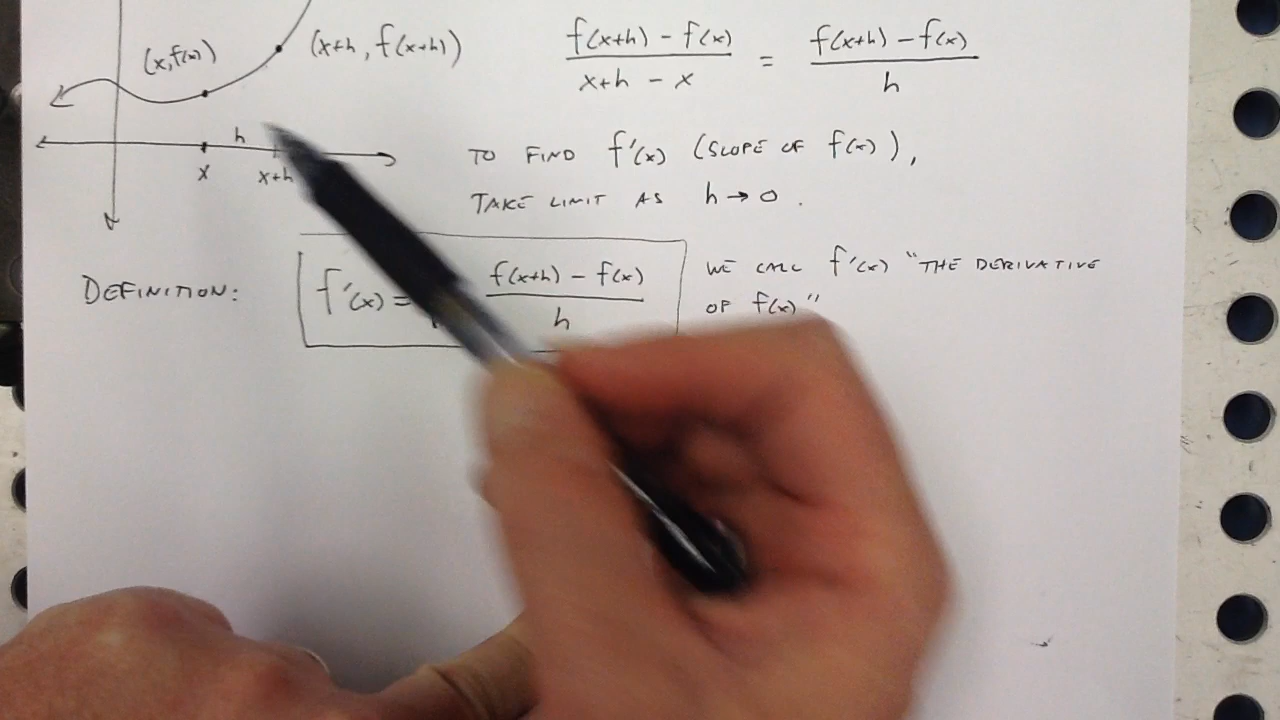 (x, f(x))
(x+h, f(x+h))
f(x+h) - f(x) / x+h - x = f(x+h) - f(x) / h
h
x
x+h
TO FIND f'(x) (SLOPE OF f(x)),
TAKE LIMIT AS h → 0.
DEFINITION:
f'(x) = f(x+h) - f(x) / h
WE CALL f'(x) "THE DERIVATIVE
OF f(x)"